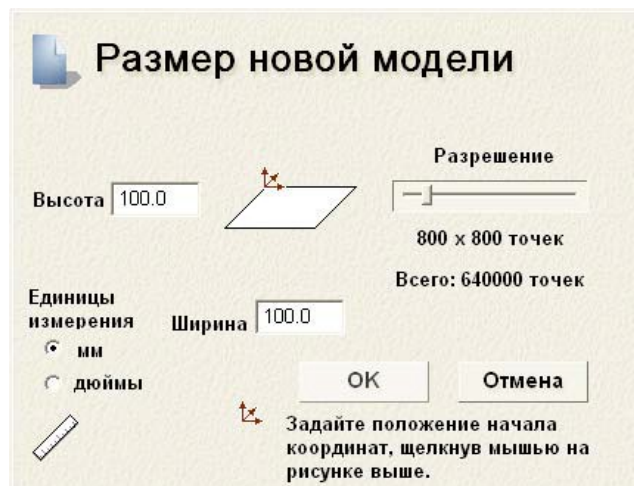 Размер новой модели
Разрешение
Высота 100.0
800 x 800 точек
Всего: 640000 точек
Единицы
измерения
Ширина 100.0
мм
дюймы
OK
Отмена
Задайте положение начала
координат, щелкнув мышью на
рисунке выше.